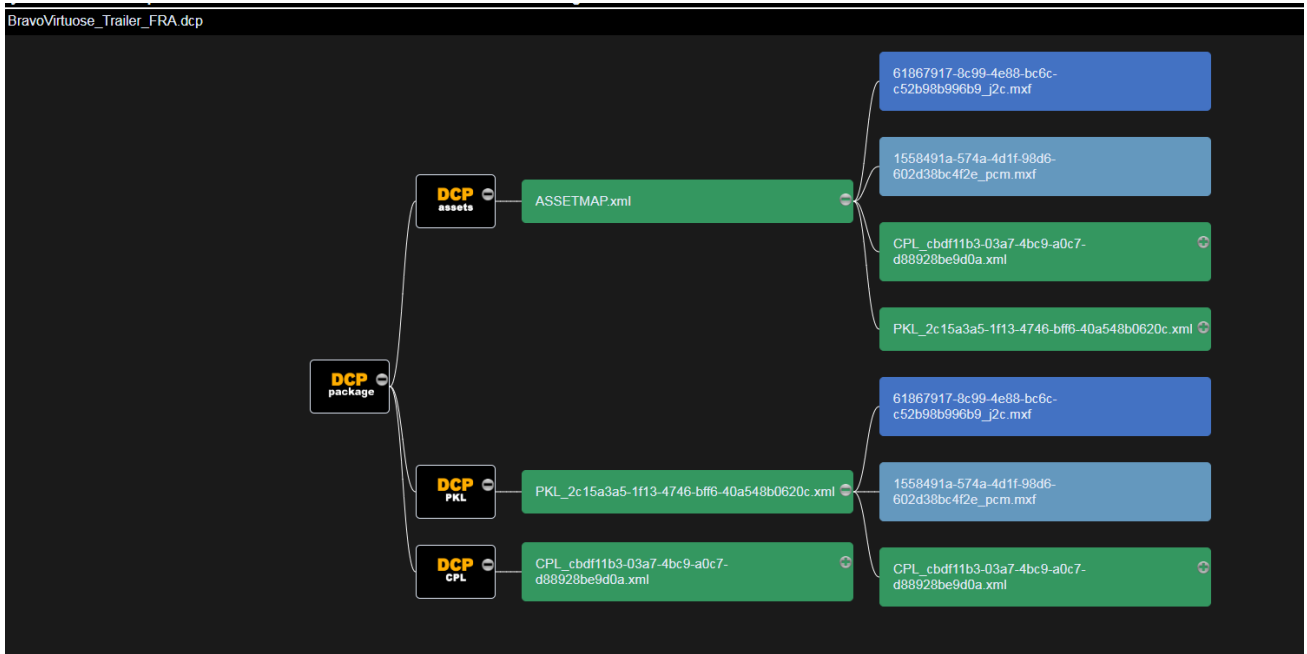 BravoVirtuose_Trailer_FRA.dcp
61867917-8c99-4e88-bc6c-
c52b98b996b9_j2c.mxf
1558491a-574a-4d1f-98d6-
602d38bc4f2e_pcm.mxf
DCP
assets
ASSETMAP.xml
CPL_cbdf11b3-03a7-4bc9-a0c7-
d88928be9d0a.xml
PKL_2c15a3a5-1f13-4746-bff6-40a548b0620c.xml
DCP
package
61867917-8c99-4e88-bc6c-
c52b98b996b9_j2c.mxf
DCP
PKL
PKL_2c15a3a5-1f13-4746-bff6-40a548b0620c.xml
1558491a-574a-4d1f-98d6-
602d38bc4f2e_pcm.mxf
DCP
CPL
CPL_cbdf11b3-03a7-4bc9-a0c7-
d88928be9d0a.xml
CPL_cbdf11b3-03a7-4bc9-a0c7-
d88928be9d0a.xml